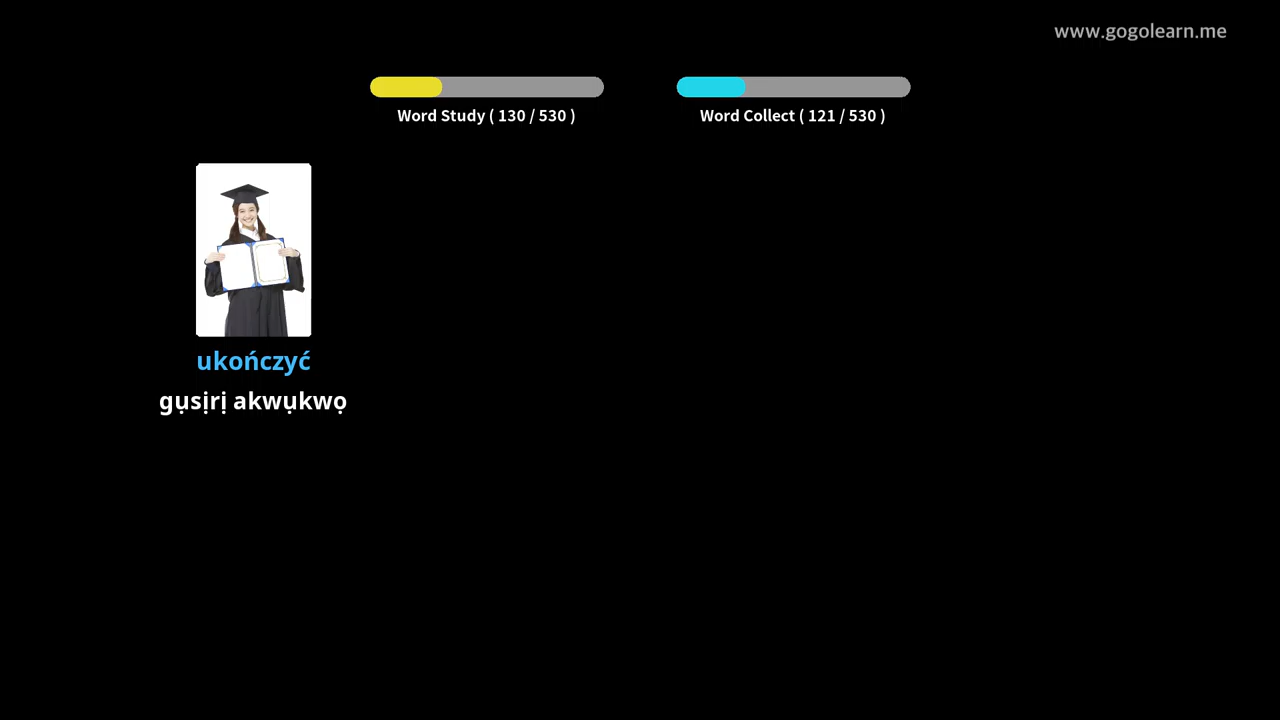 www.gogolearn.me
Word Study ( 130 / 530 )
Word Collect ( 121 / 530 )
ukończyć
gụsịrị akwụkwọ